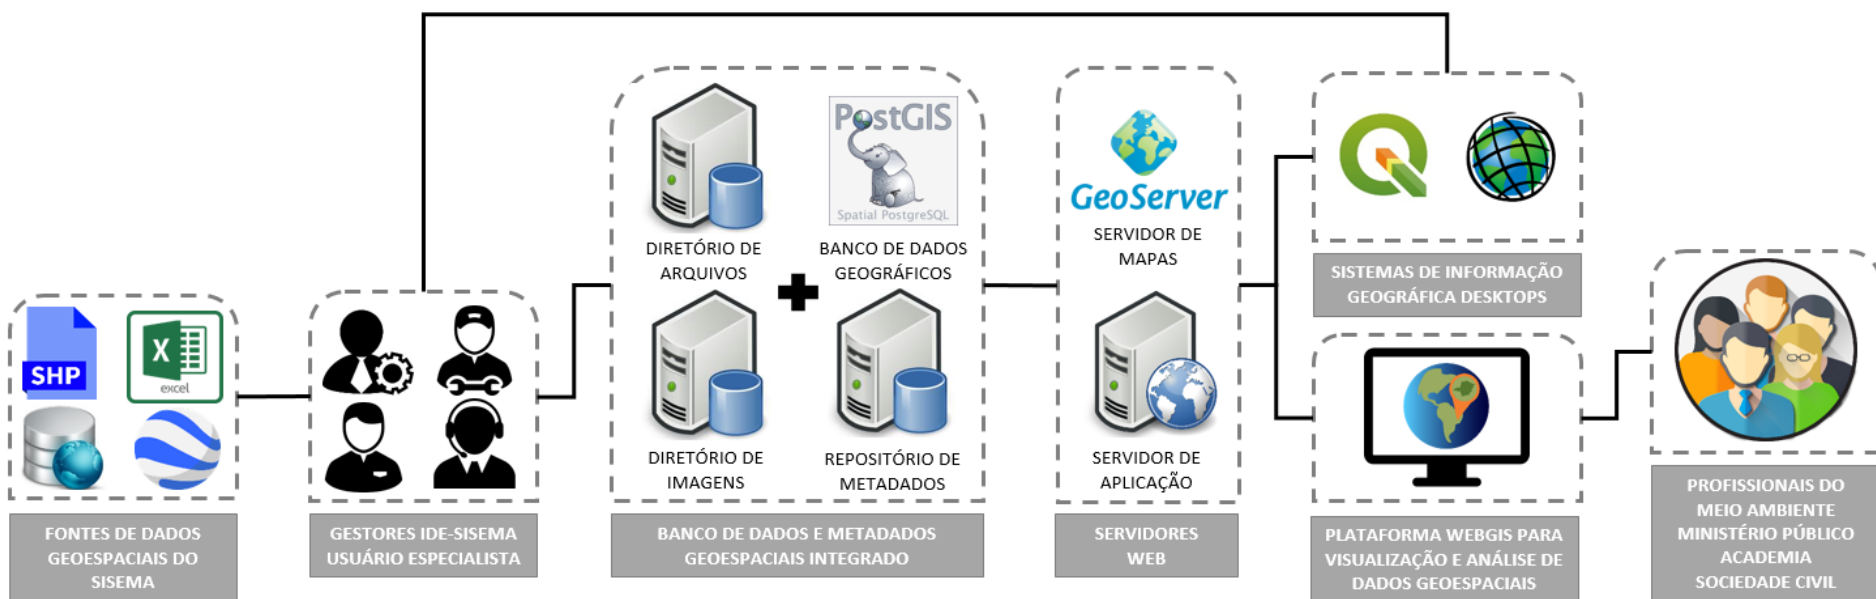 SHP
X
excel
FONTES DE DADOS
GEOESPACIAIS DO
SISEMA
GESTORES IDE-SISEMA
USUÁRIO ESPECIALISTA
DIRETÓRIO DE
ARQUIVOS
PostGIS
Spatial PostgreSQL
BANCO DE DADOS
GEOGRÁFICOS
DIRETÓRIO DE
IMAGENS
REPOSITÓRIO DE
METADADOS
BANCO DE DADOS E METADADOS
GEOESPACIAIS INTEGRADO
GeoServer
SERVIDOR DE
MAPAS
SERVIDOR DE
APLICAÇÃO
SERVIDORES
WEB
SISTEMAS DE INFORMAÇÃO
GEOGRÁFICA DESKTOPS
PLATAFORMA WEBGIS PARA
VISUALIZAÇÃO E ANÁLISE DE
DADOS GEOESPACIAIS
PROFISSIONAIS DO
MEIO AMBIENTE
MINISTÉRIO PÚBLICO
ACADEMIA
SOCIEDADE CIVIL